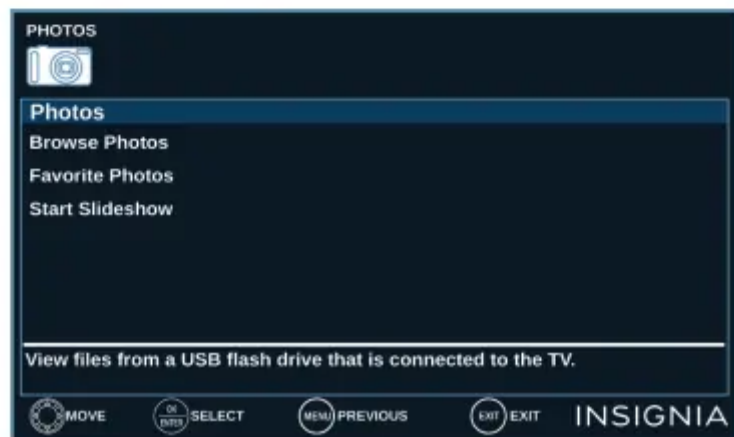 PHOTOS
Photos
Browse Photos
Favorite Photos
Start Slideshow
View files from a USB flash drive that is connected to the TV.
MOVE OK ENTER SELECT MENU PREVIOUS EXIT EXIT INSIGNIA